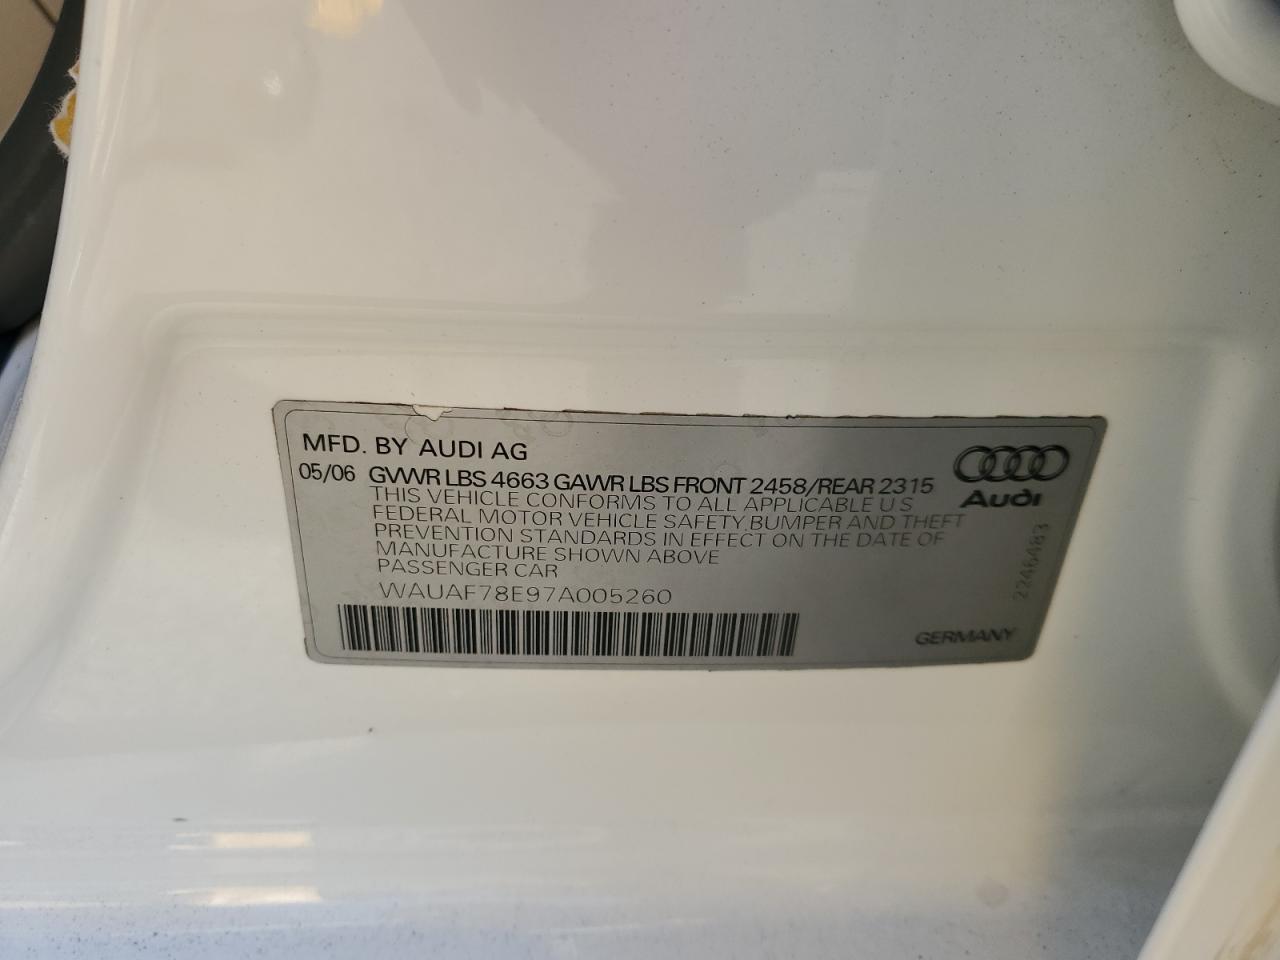 MFD. BY AUDI AG
05/06 GVWR LBS 4663 GAWR LBS FRONT 2458/REAR 2315
THIS VEHICLE CONFORMS TO ALL APPLICABLE U S
FEDERAL MOTOR VEHICLE SAFETY, BUMPER AND THEFT
PREVENTION STANDARDS IN EFFECT ON THE DATE OF
MANUFACTURE SHOWN ABOVE
PASSENGER CAR
WAUAF78E97A005260
Audi
2246483
GERMANY